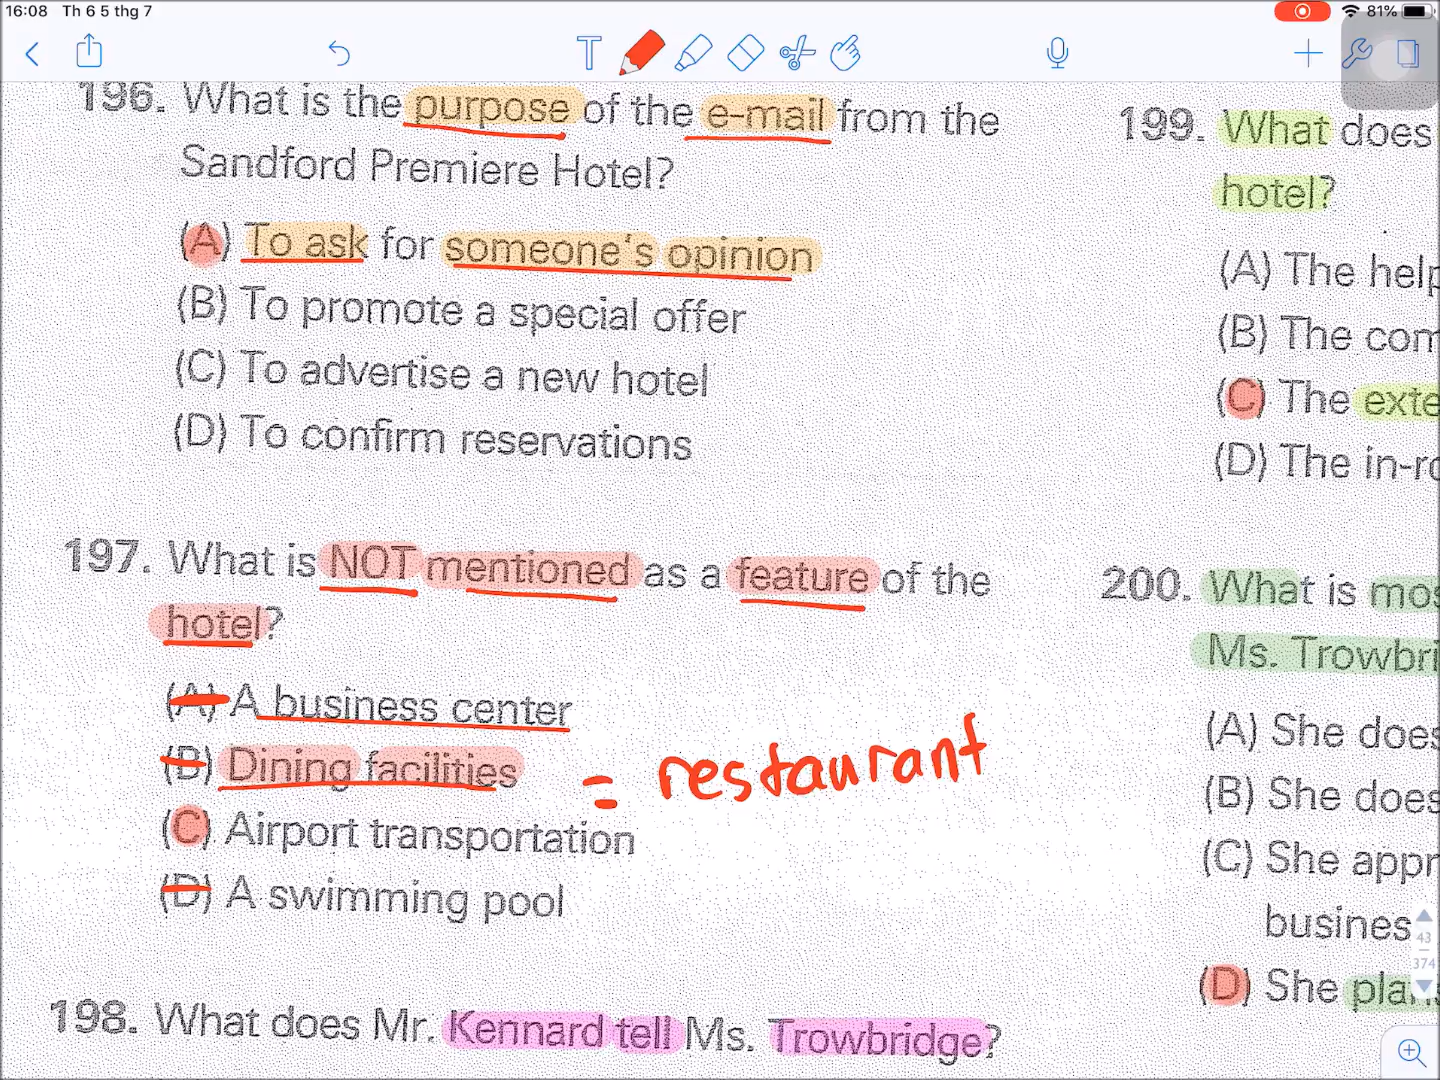 16:08 Th 6 5 thg 7
81%
T
196. What is the purpose of the e-mail from the
Sandford Premiere Hotel?
(A) To ask for someone's opinion
(B) To promote a special offer
(C) To advertise a new hotel
(D) To confirm reservations
197. What is NOT mentioned as a feature of the
hotel?
(A) A business center
(B) Dining facilities = restaurant
(C) Airport transportation
(D) A swimming pool
198. What does Mr. Kennard tell Ms. Trowbridge?
199. What does
hotel?
(A) The help
(B) The com
(C) The exte
(D) The in-ro
200. What is mos
Ms. Trowbri
(A) She does
(B) She does
(C) She appr
busines
(D) She plan
43
374